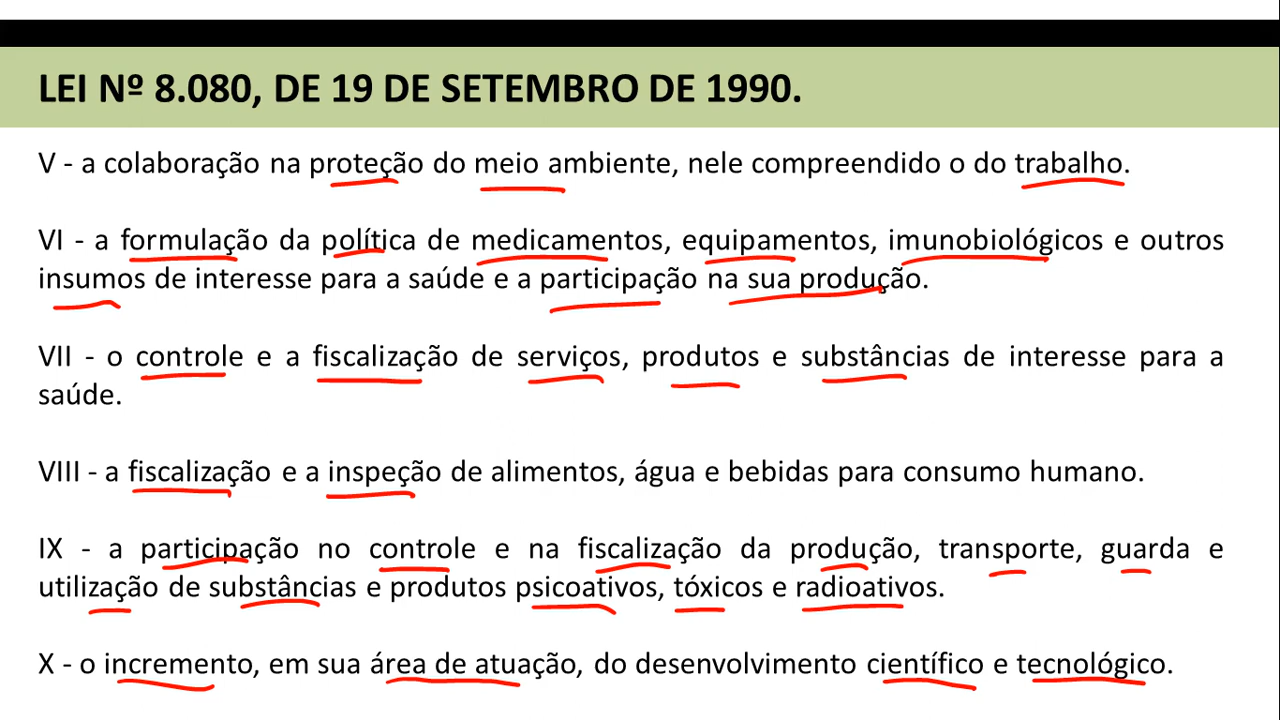 LEI Nº 8.080, DE 19 DE SETEMBRO DE 1990.
V - a colaboração na proteção do meio ambiente, nele compreendido o do trabalho.
VI - a formulação da política de medicamentos, equipamentos, imunobiológicos e outros
insumos de interesse para a saúde e a participação na sua produção.
VII - o controle e a fiscalização de serviços, produtos e substâncias de interesse para a
saúde.
VIII - a fiscalização e a inspeção de alimentos, água e bebidas para consumo humano.
IX - a participação no controle e na fiscalização da produção, transporte, guarda e
utilização de substâncias e produtos psicoativos, tóxicos e radioativos.
X - o incremento, em sua área de atuação, do desenvolvimento científico e tecnológico.